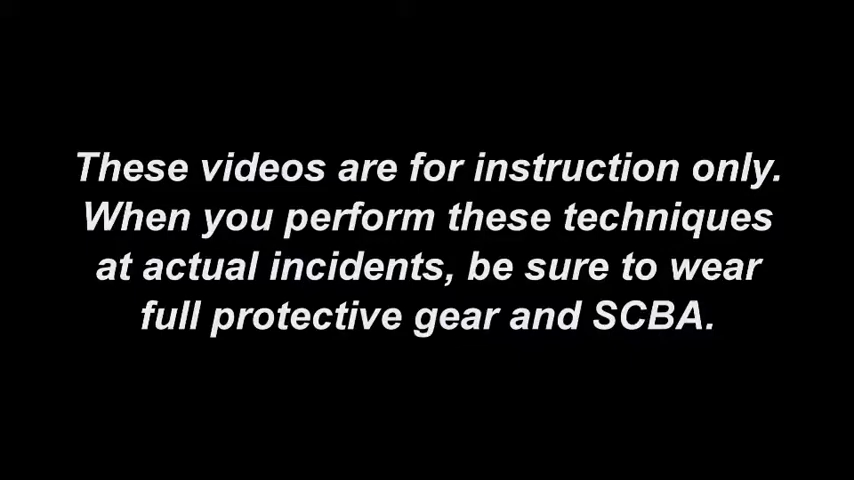 These videos are for instruction only.
When you perform these techniques
at actual incidents, be sure to wear
full protective gear and SCBA.